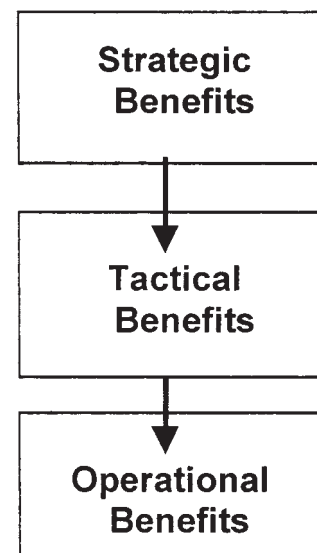 Strategic
Benefits
Tactical
Benefits
Operational
Benefits